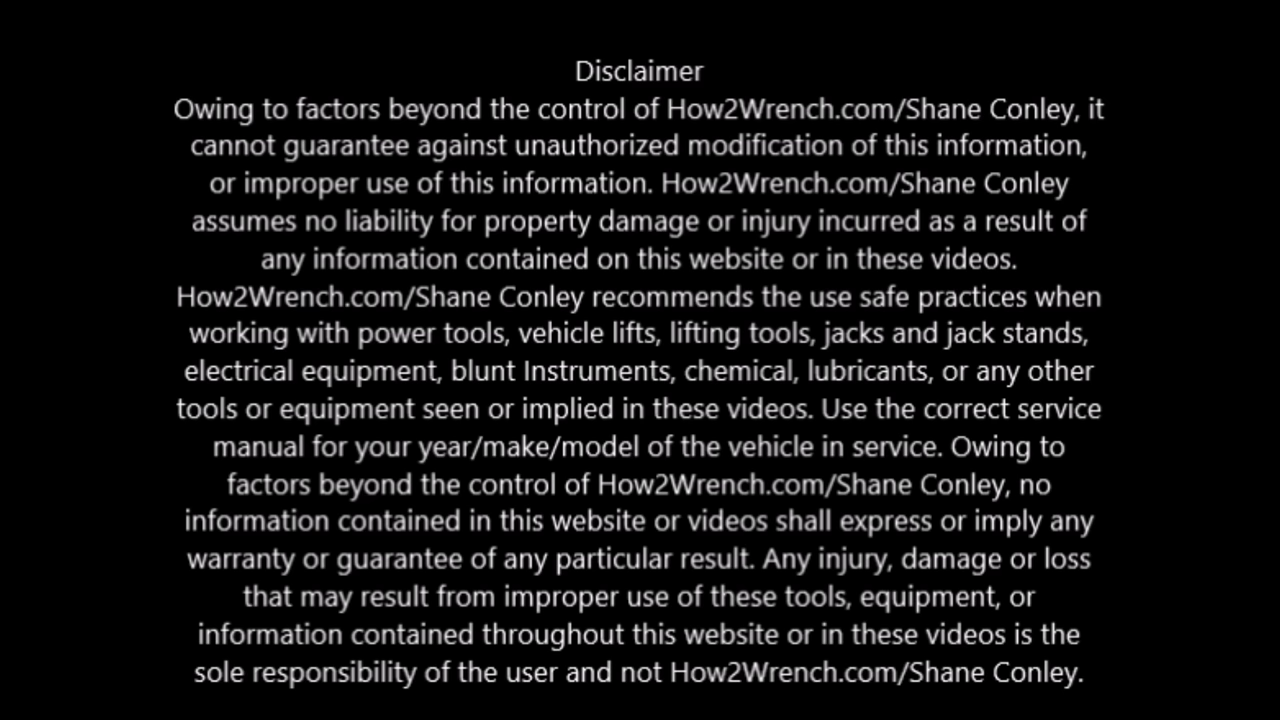 Disclaimer
Owing to factors beyond the control of How2Wrench.com/Shane Conley, it
cannot guarantee against unauthorized modification of this information,
or improper use of this information. How2Wrench.com/Shane Conley
assumes no liability for property damage or injury incurred as a result of
any information contained on this website or in these videos.
How2Wrench.com/Shane Conley recommends the use safe practices when
working with power tools, vehicle lifts, lifting tools, jacks and jack stands,
electrical equipment, blunt Instruments, chemical, lubricants, or any other
tools or equipment seen or implied in these videos. Use the correct service
manual for your year/make/model of the vehicle in service. Owing to
factors beyond the control of How2Wrench.com/Shane Conley, no
information contained in this website or videos shall express or imply any
warranty or guarantee of any particular result. Any injury, damage or loss
that may result from improper use of these tools, equipment, or
information contained throughout this website or in these videos is the
sole responsibility of the user and not How2Wrench.com/Shane Conley.